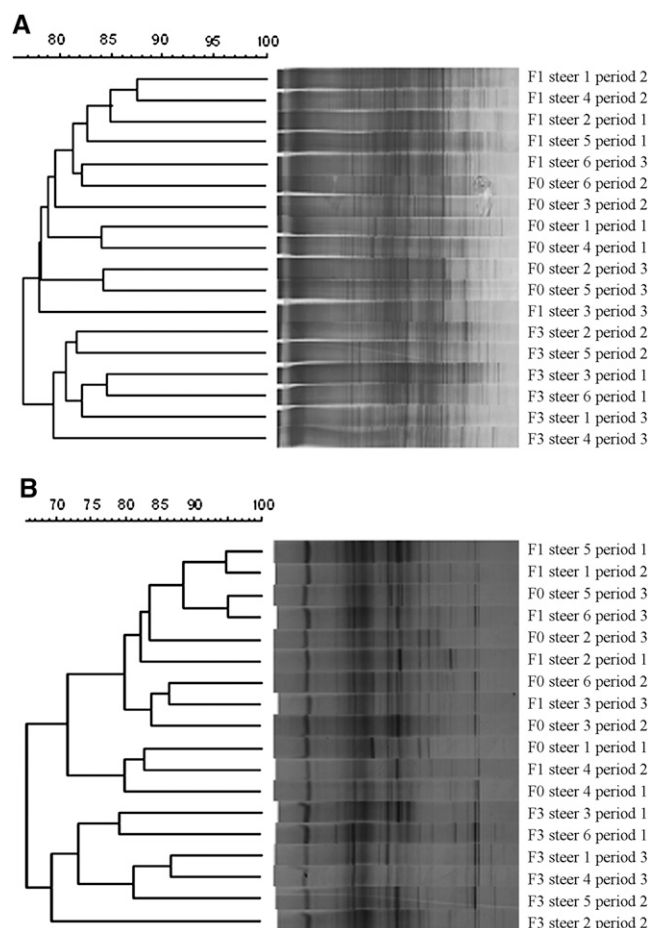 A
80 85 90 95 100
F1 steer 1 period 2
F1 steer 4 period 2
F1 steer 2 period 1
F1 steer 5 period 1
F1 steer 6 period 3
F0 steer 6 period 2
F0 steer 3 period 2
F0 steer 1 period 1
F0 steer 4 period 1
F0 steer 2 period 3
F0 steer 5 period 3
F1 steer 3 period 3
F3 steer 2 period 2
F3 steer 5 period 2
F3 steer 3 period 1
F3 steer 6 period 1
F3 steer 1 period 3
F3 steer 4 period 3
B
70 75 80 85 90 100
F1 steer 5 period 1
F1 steer 1 period 2
F0 steer 5 period 3
F1 steer 6 period 3
F0 steer 2 period 3
F1 steer 2 period 1
F0 steer 6 period 2
F1 steer 3 period 3
F0 steer 3 period 2
F0 steer 1 period 1
F1 steer 4 period 2
F0 steer 4 period 1
F3 steer 3 period 1
F3 steer 6 period 1
F3 steer 1 period 3
F3 steer 4 period 3
F3 steer 5 period 2
F3 steer 2 period 2